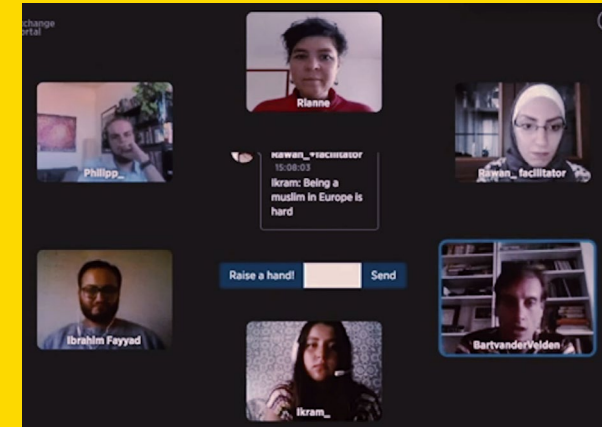 change
ortal
Rianne
Philipp_
Rawan_ facilitator
Rawan_+facilitator
15:08:03
Ikram: Being a
muslim in Europe is
hard
Raise a hand!
Send
Ibrahim Fayyad
BartvanderVelden
Ikram_